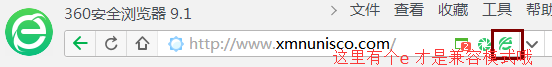 360安全浏览器 9.1
文件 查看 收藏 工具 帮
http://www.xmnunisco.com/
2
这里有个e 才是兼容模式哦